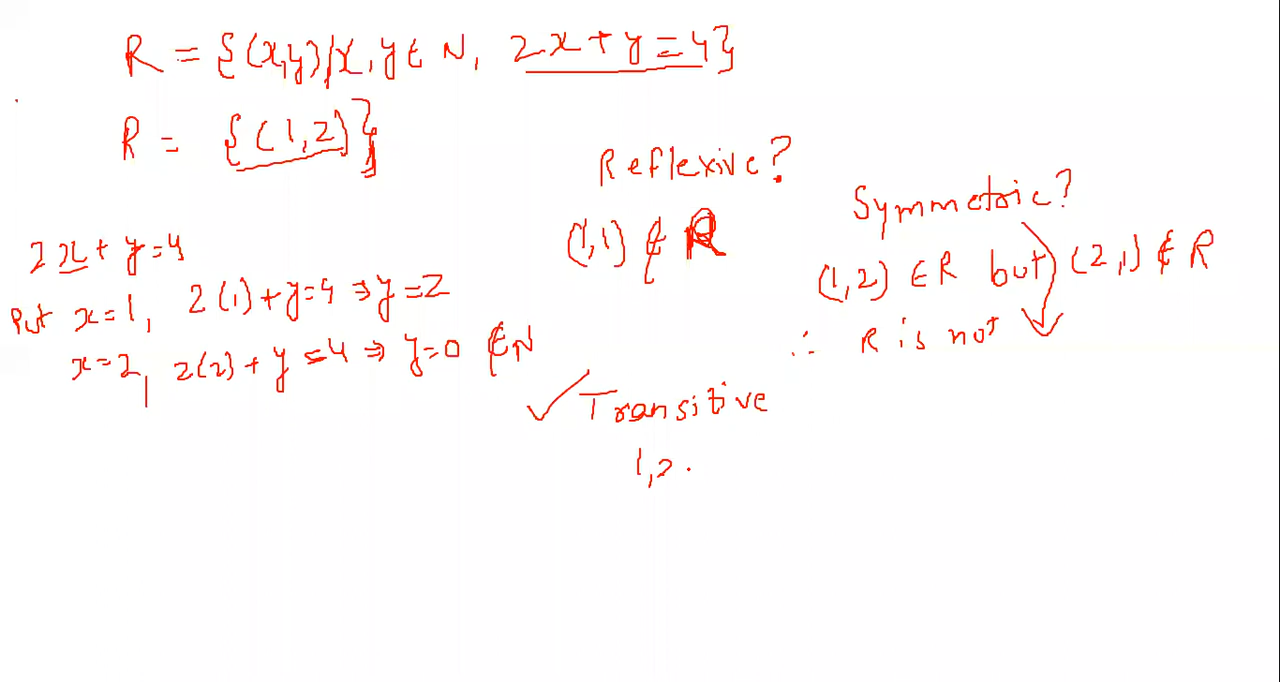 R = {(x,y)/x,y ∈ N, 2x + y = 4}
R = {(1,2)}
Reflexive?
(1,1) ∉ R
Symmetric?
(1,2) ∈ R but (2,1) ∉ R
∴ R is not
2x + y = 4
Put x = 1, 2(1) + y = 4 ⇒ y = 2
x = 2, 2(2) + y = 4 ⇒ y = 0 ∉ N
✓ Transitive
1,2 .